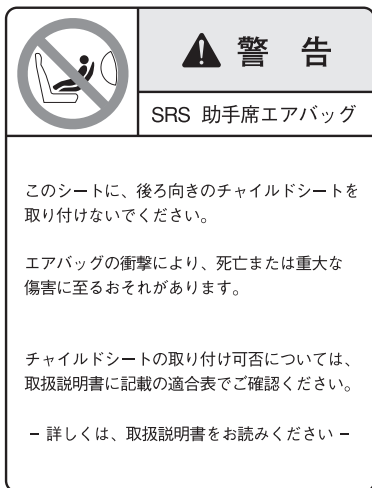 警 告
SRS 助手席エアバッグ
このシートに、後ろ向きのチャイルドシートを
取り付けないでください。
エアバッグの衝撃により、死亡または重大な
傷害に至るおそれがあります。
チャイルドシートの取り付け可否については、
取扱説明書に記載の適合表でご確認ください。
− 詳しくは、取扱説明書をお読みください −